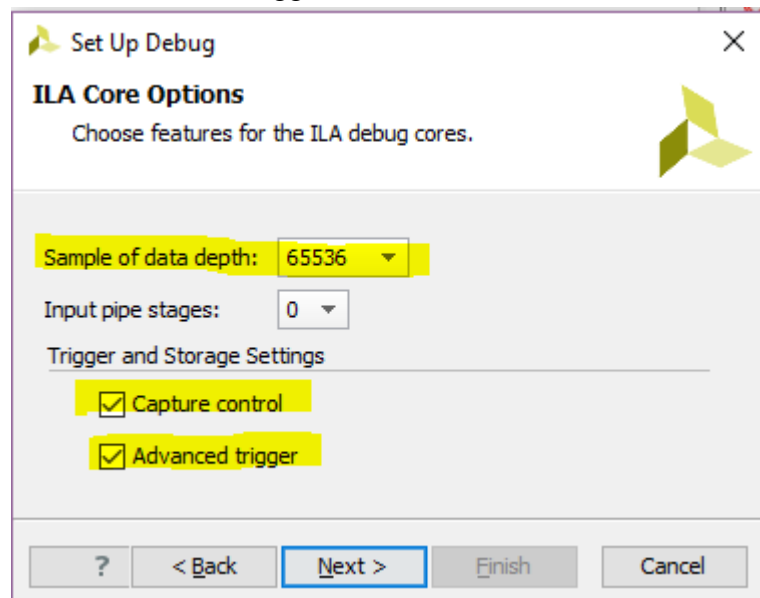 Set Up Debug
ILA Core Options
Choose features for the ILA debug cores.
Sample of data depth: 65536
Input pipe stages: 0
Trigger and Storage Settings
Capture control
Advanced trigger
? < Back Next > Finish Cancel